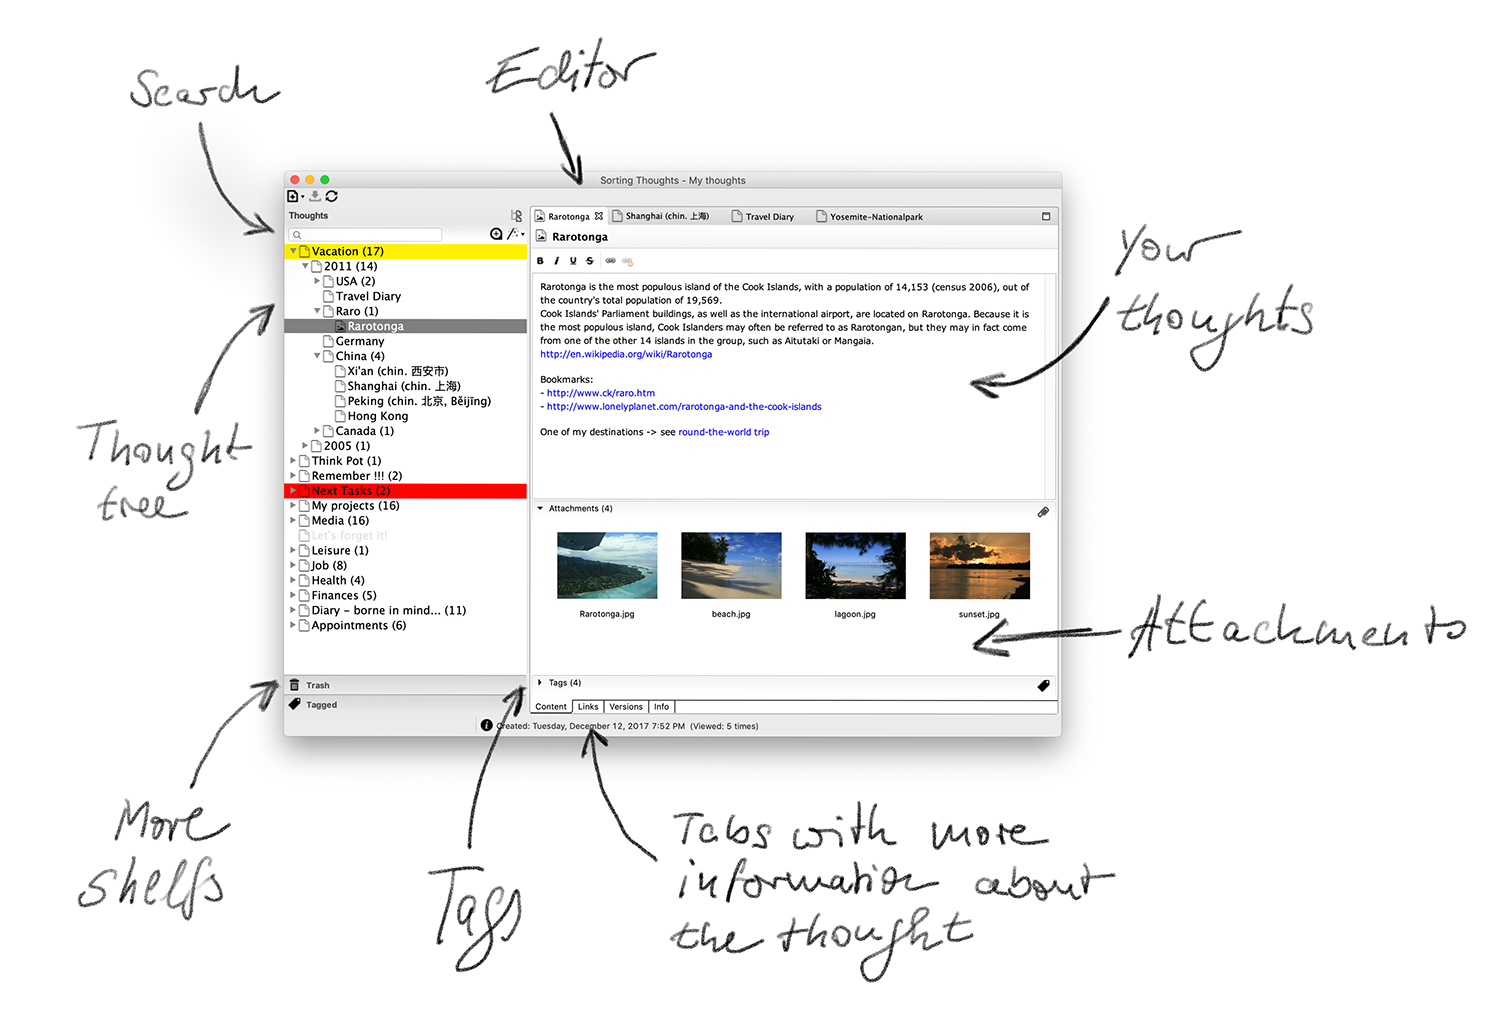 Search
Editor
Sorting Thoughts - My thoughts
Thoughts
Rarotonga
Shanghai (chin. 上海)
Travel Diary
Yosemite-Nationalpark
Rarotonga
B i U S
Vacation (17)
2011 (14)
USA (2)
Travel Diary
Raro (1)
Rarotonga
Germany
China (4)
Xi'an (chin. 西安市)
Shanghai (chin. 上海)
Peking (chin. 北京, Běijīng)
Hong Kong
Canada (1)
2005 (1)
Think Pot (1)
Remember !!! (2)
Next Tasks (2)
My projects (16)
Media (16)
Let's forget it!
Leisure (1)
Job (8)
Health (4)
Finances (5)
Diary - borne in mind... (11)
Appointments (6)
Trash
Tagged
Rarotonga is the most populous island of the Cook Islands, with a population of 14,153 (census 2006), out of
the country's total population of 19,569.
Cook Islands' Parliament buildings, as well as the international airport, are located on Rarotonga. Because it is
the most populous island, Cook Islanders may often be referred to as Rarotongan, but they may in fact come
from one of the other 14 islands in the group, such as Aitutaki or Mangaia.
http://en.wikipedia.org/wiki/Rarotonga
Bookmarks:
- http://www.ck/raro.htm
- http://www.lonelyplanet.com/rarotonga-and-the-cook-islands
One of my destinations -> see round-the-world trip
Attachments (4)
Rarotonga.jpg
beach.jpg
lagoon.jpg
sunset.jpg
Tags (4)
Content
Links
Versions
Info
Created: Tuesday, December 12, 2017 7:52 PM (Viewed: 5 times)
Your
thoughts
Thought
tree
Attachments
More
shelfs
Tags
Tabs with more
information about
the thought